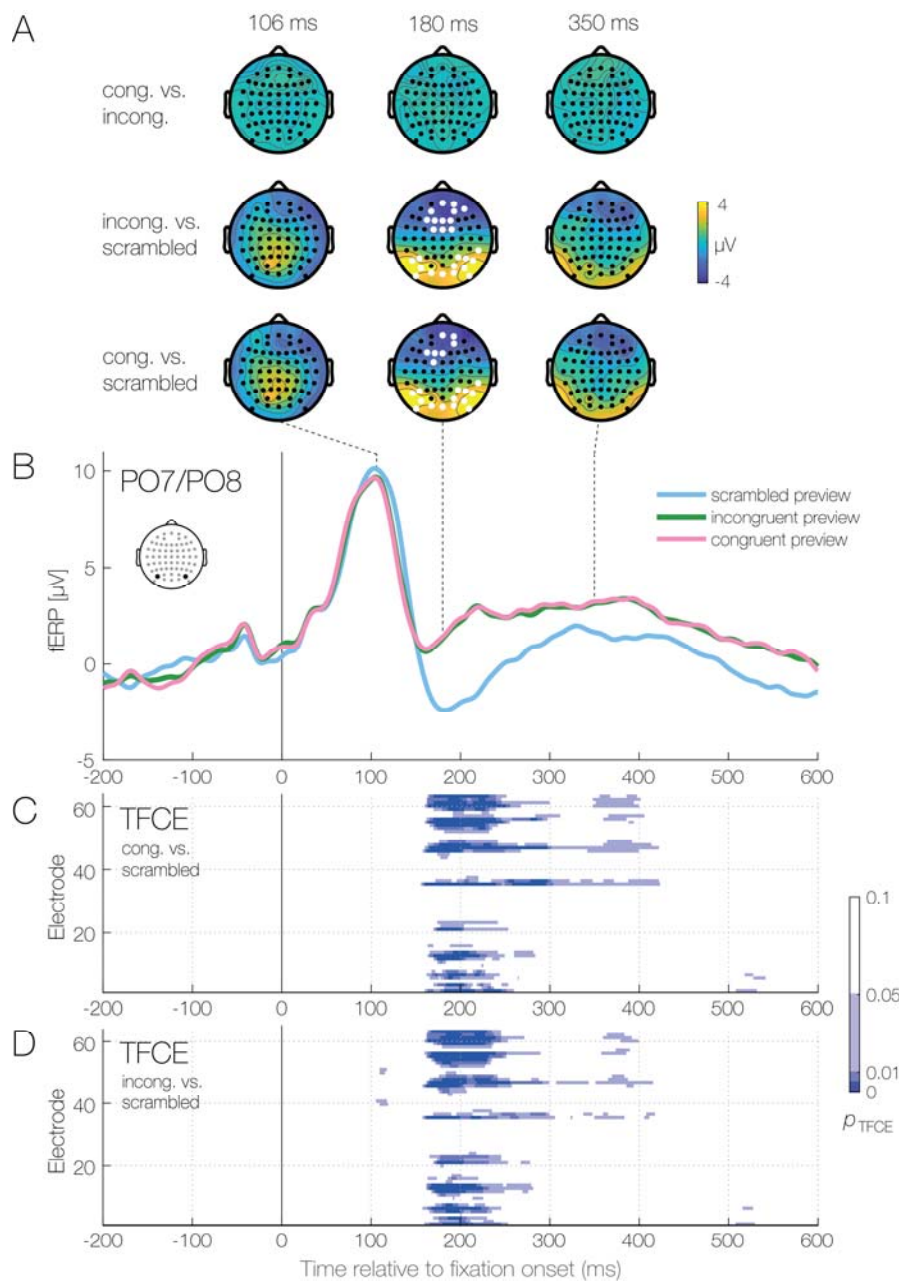 A
106 ms 180 ms 350 ms
cong. vs.
incong.
incong. vs.
scrambled
4
µV
-4
cong. vs.
scrambled
B
PO7/PO8
scrambled preview
incongruent preview
congruent preview
fERP [µV]
10
5
0
-5
-200 -100 0 100 200 300 400 500 600
C
TFCE
cong. vs.
scrambled
Electrode
60
40
20
-200 -100 0 100 200 300 400 500 600
0.1
0.05
0.01
0
p TFCE
D
TFCE
incong. vs.
scrambled
Electrode
60
40
20
-200 -100 0 100 200 300 400 500 600
Time relative to fixation onset (ms)